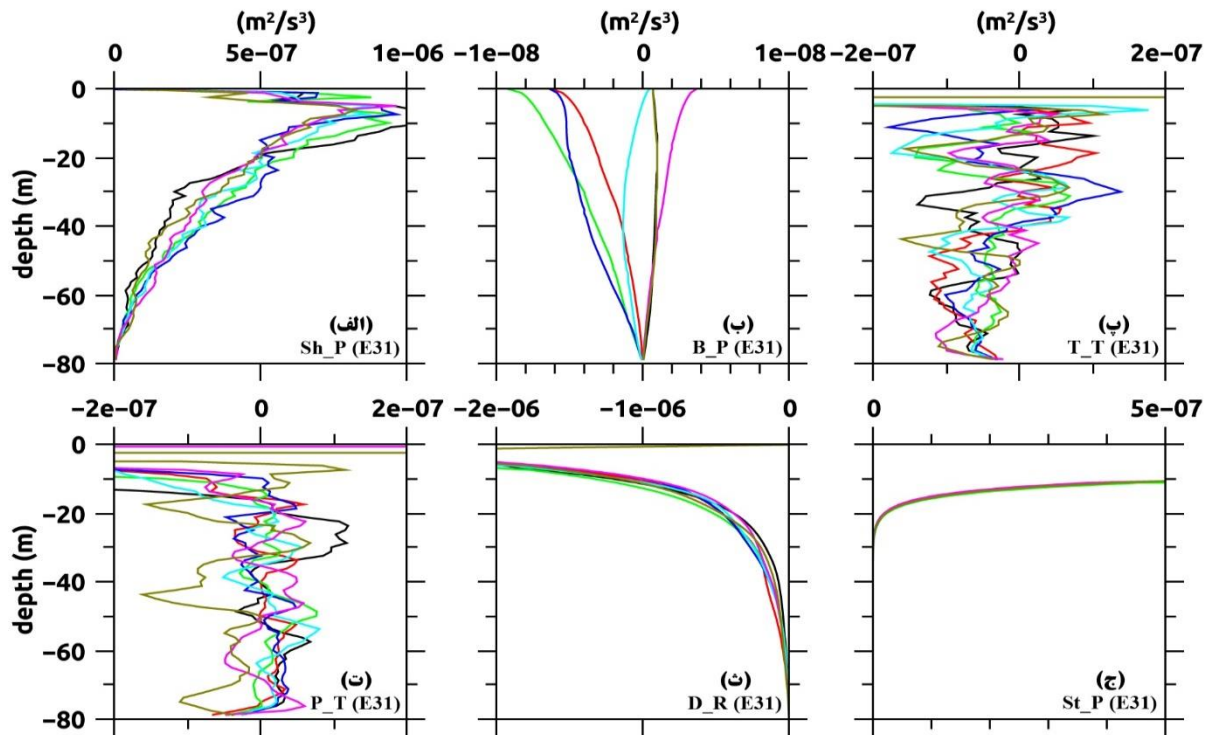 (m²/s³) (m²/s³) (m²/s³)
0 5e−07 1e−06 −1e−08 0 1e−08 −2e−07 0 2e−07
0
−20
−40
−60
−80
depth (m)
(الف)
Sh_P (E31)
(ب)
B_P (E31)
(پ)
T_T (E31)
−2e−07 0 2e−07 −2e−06 −1e−06 0 0 5e−07
0
−20
−40
−60
−80
depth (m)
(ت)
P_T (E31)
(ث)
D_R (E31)
(ج)
St_P (E31)